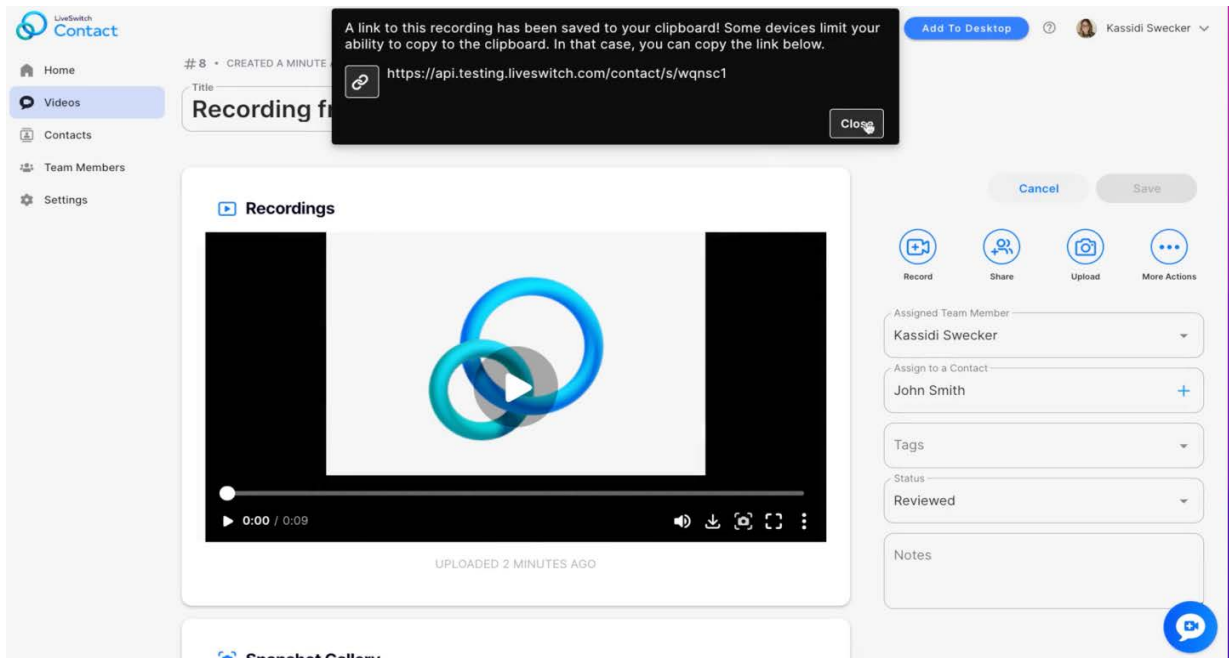 LiveSwitch
Contact
A link to this recording has been saved to your clipboard! Some devices limit your
ability to copy to the clipboard. In that case, you can copy the link below.
https://api.testing.liveswitch.com/contact/s/wqnsc1
Close
Add To Desktop
Kassidi Swecker
Home
Videos
Contacts
Team Members
Settings
#8 • CREATED A MINUTE
Title
Recording
Recordings
0:00 / 0:09
UPLOADED 2 MINUTES AGO
Snapshot Gallery
Cancel
Save
Record
Share
Upload
More Actions
Assigned Team Member
Kassidi Swecker
Assign to a Contact
John Smith
Tags
Status
Reviewed
Notes